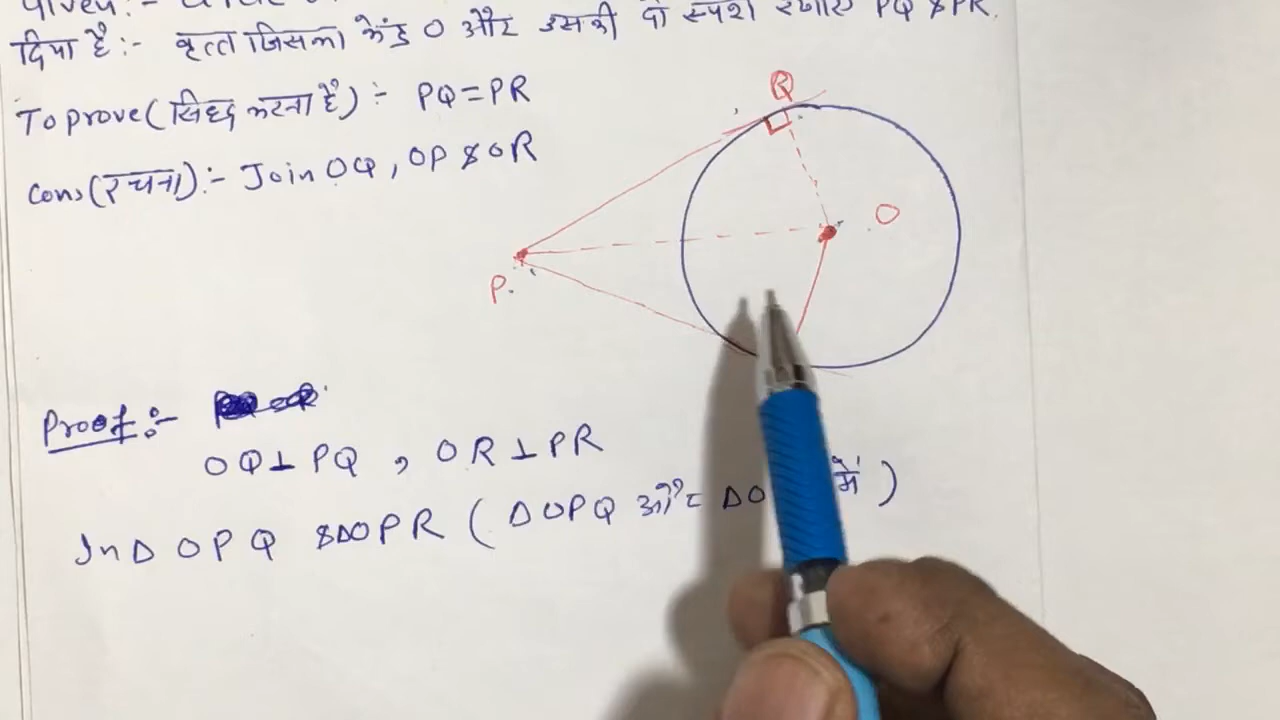 दिया है:- वृत्त जिसका केंद्र O और उसकी दो स्पर्श रेखाएं PQ & PR.
To prove (सिद्ध करना है) :- PQ = PR
Cons (रचना) :- Join OQ, OP & OR
Q
O
P.
Proof :-
OQ ⊥ PQ , OR ⊥ PR
In Δ OPQ & Δ OPR ( Δ OPQ और Δ O में )